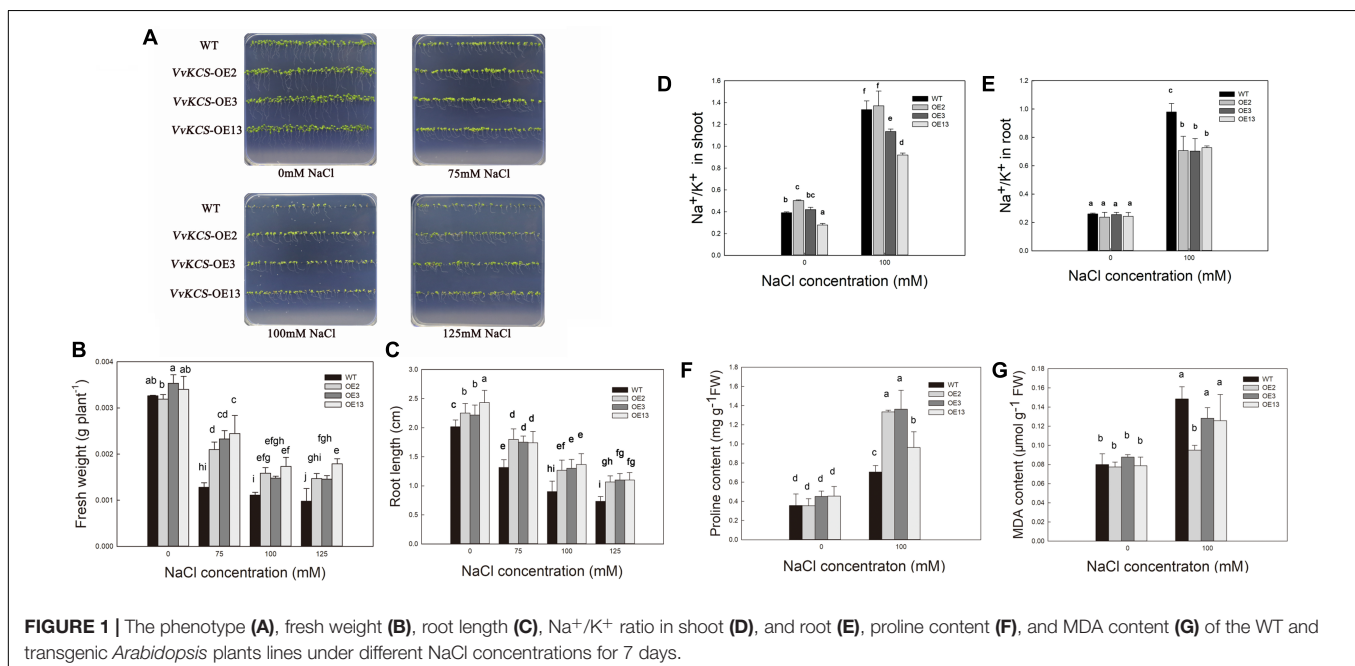 A
WT
VvKCS-OE2
VvKCS-OE3
VvKCS-OE13
0mM NaCl
75mM NaCl
WT
VvKCS-OE2
VvKCS-OE3
VvKCS-OE13
100mM NaCl
125mM NaCl
B
Fresh weight (g plant⁻¹)
0.004
0.003
0.002
0.001
0.000
ab b a ab
hi d cd c
i efg efgh ef
j ghi fgh e
WT
OE2
OE3
OE13
0 75 100 125
NaCl concentration (mM)
C
Root length (cm)
3.0
2.5
2.0
1.5
1.0
0.5
0.0
c b b a
e d d d
hi ef e e
i gh fg fg
WT
OE2
OE3
OE13
0 75 100 125
NaCl concentration (mM)
D
Na⁺/K⁺ in shoot
1.6
1.4
1.2
1.0
0.8
0.6
0.4
0.2
0.0
b c bc a
f f e d
WT
OE2
OE3
OE13
0 100
NaCl concentration (mM)
E
Na⁺/K⁺ in root
1.2
1.0
0.8
0.6
0.4
0.2
0.0
a a a a
c b b b
WT
OE2
OE3
OE13
0 100
NaCl concentration (mM)
F
Proline content (mg g⁻¹ FW)
1.8
1.6
1.4
1.2
1.0
0.8
0.6
0.4
0.2
0.0
d d d d
c a a b
WT
OE2
OE3
OE13
0 100
NaCl concentration (mM)
G
MDA content (μmol g⁻¹ FW)
0.18
0.16
0.14
0.12
0.10
0.08
0.06
0.04
0.02
0.00
b b b b
a b a a
WT
OE2
OE3
OE13
0 100
NaCl concentraton (mM)
FIGURE 1 | The phenotype (A), fresh weight (B), root length (C), Na⁺/K⁺ ratio in shoot (D), and root (E), proline content (F), and MDA content (G) of the WT and
transgenic Arabidopsis plants lines under different NaCl concentrations for 7 days.